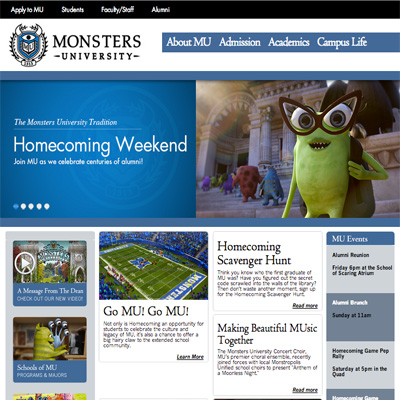 Apply to MU Students Faculty/Staff Alumni
MONSTERS
UNIVERSITY
About MU Admission Academics Campus Life
The Monsters University Tradition
Homecoming Weekend
Join MU as we celebrate centuries of alumni!
A Message From The Dean
CHECK OUT OUR NEW VIDEO!
Schools of MU
PROGRAMS & MAJORS
MONSTERS
Go MU! Go MU!
Not only is Homecoming an opportunity for
students to celebrate the culture and
legacy of MU, it's also a chance to offer a
big hairy claw to the extended school
community.
Learn More
Homecoming
Scavenger Hunt
Think you know who the first graduate of
MU was? Have you figured out the secret
code scrawled into the walls of the library?
Then don't waste another moment, sign up
for the Homecoming Scavenger Hunt.
Read more
Making Beautiful MUsic
Together
The Monsters University Concert Choir,
MU's premier choral ensemble, recently
joined forces with local Monstropolis
Unified school choirs to present "Anthem of
a Moonless Night."
Read more
MU Events
Alumni Reunion
Friday 6pm at the School
of Scaring Atrium
Alumni Branch
Sunday at 11am
Homecoming Game Pep
Rally
Saturday at 5pm in the
Quad
Homecoming Game